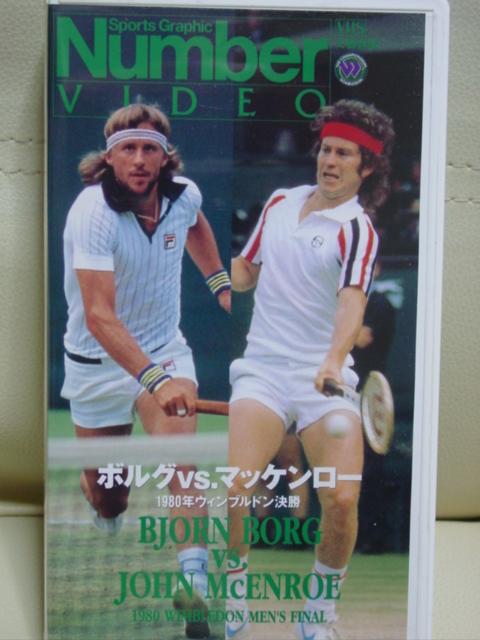 Sports Graphic
Number
VIDEO
VHS
ボルグvs.マッケンロー
1980年ウィンブルドン決勝
BJORN BORG
vs.
JOHN McENROE
1980 WIMBLEDON MEN'S FINAL
FILA
FILA